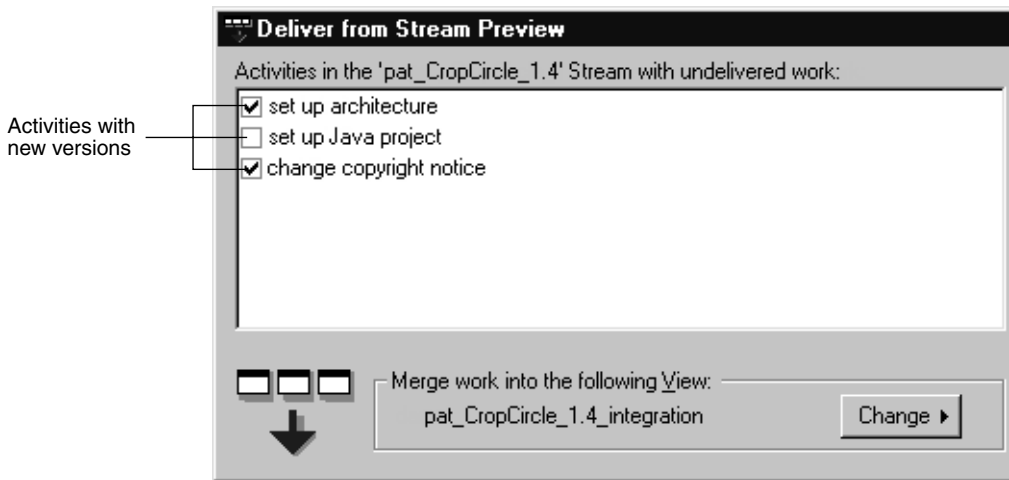 Deliver from Stream Preview
Activities in the 'pat_CropCircle_1.4' Stream with undelivered work:
set up architecture
Activities with
new versions
set up Java project
change copyright notice
Merge work into the following View:
pat_CropCircle_1.4_integration
Change